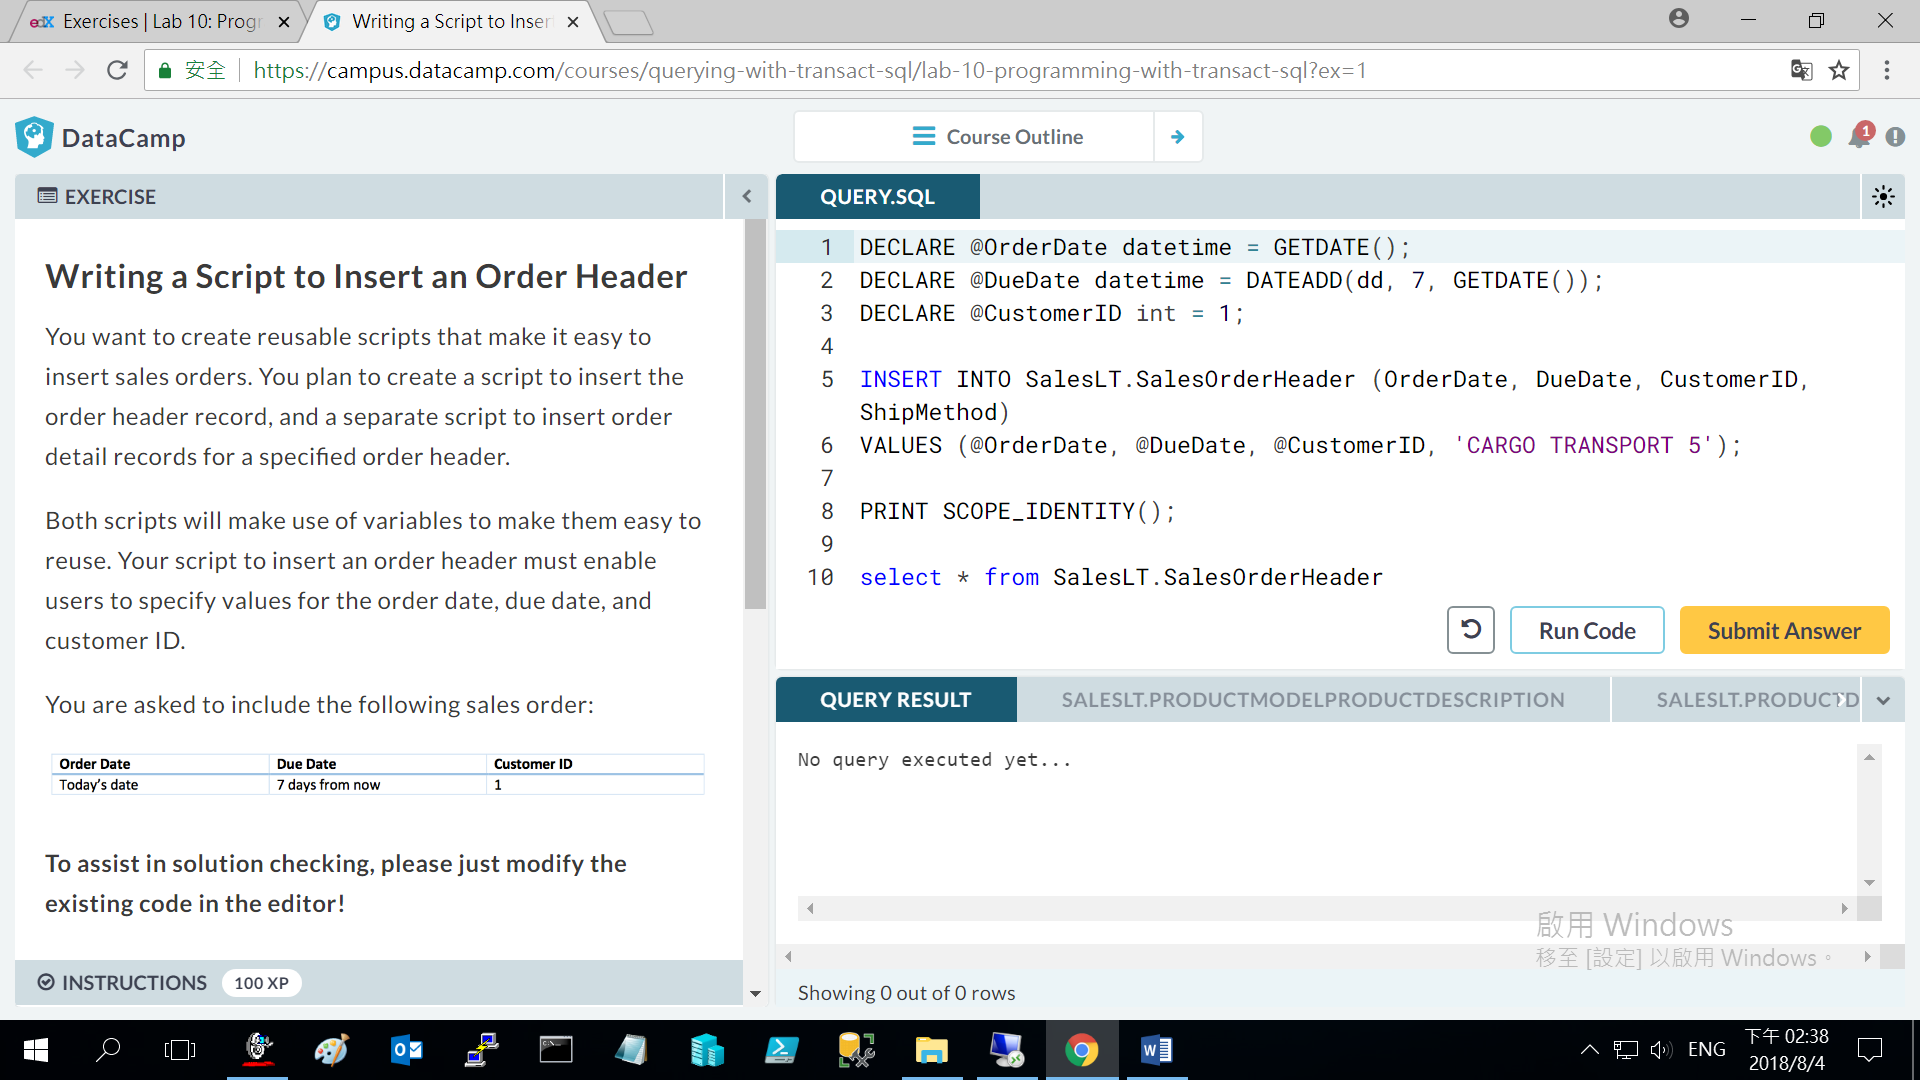 edX Exercises | Lab 10: Progr
Writing a Script to Inser
安全 https://campus.datacamp.com/courses/querying-with-transact-sql/lab-10-programming-with-transact-sql?ex=1
DataCamp
Course Outline
1
EXERCISE
Writing a Script to Insert an Order Header
You want to create reusable scripts that make it easy to
insert sales orders. You plan to create a script to insert the
order header record, and a separate script to insert order
detail records for a specified order header.
Both scripts will make use of variables to make them easy to
reuse. Your script to insert an order header must enable
users to specify values for the order date, due date, and
customer ID.
You are asked to include the following sales order:
Order Date Due Date Customer ID
Today's date 7 days from now 1
To assist in solution checking, please just modify the
existing code in the editor!
INSTRUCTIONS 100 XP
QUERY.SQL
1 DECLARE @OrderDate datetime = GETDATE();
2 DECLARE @DueDate datetime = DATEADD(dd, 7, GETDATE());
3 DECLARE @CustomerID int = 1;
4
5 INSERT INTO SalesLT.SalesOrderHeader (OrderDate, DueDate, CustomerID,
ShipMethod)
6 VALUES (@OrderDate, @DueDate, @CustomerID, 'CARGO TRANSPORT 5');
7
8 PRINT SCOPE_IDENTITY();
9
10 select * from SalesLT.SalesOrderHeader
Run Code
Submit Answer
QUERY RESULT
SALESLT.PRODUCTMODELPRODUCTDESCRIPTION
SALESLT.PRODUCTD
No query executed yet...
啟用 Windows
移至 [設定] 以啟用 Windows。
Showing 0 out of 0 rows
ENG
下午 02:38
2018/8/4